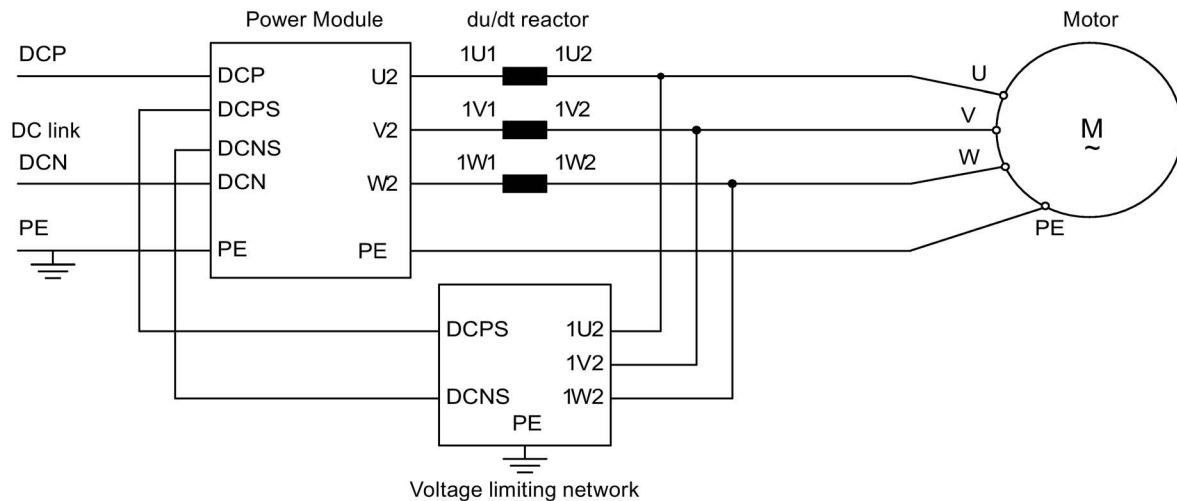 Power Module
du/dt reactor
Motor
DCP
DCP
U2
1U1
1U2
U
DCPS
DC link
V2
1V1
1V2
V
M
~
DCNS
DCN
DCN
W2
1W1
1W2
W
PE
PE
PE
PE
DCPS
1U2
1V2
DCNS
1W2
PE
Voltage limiting network